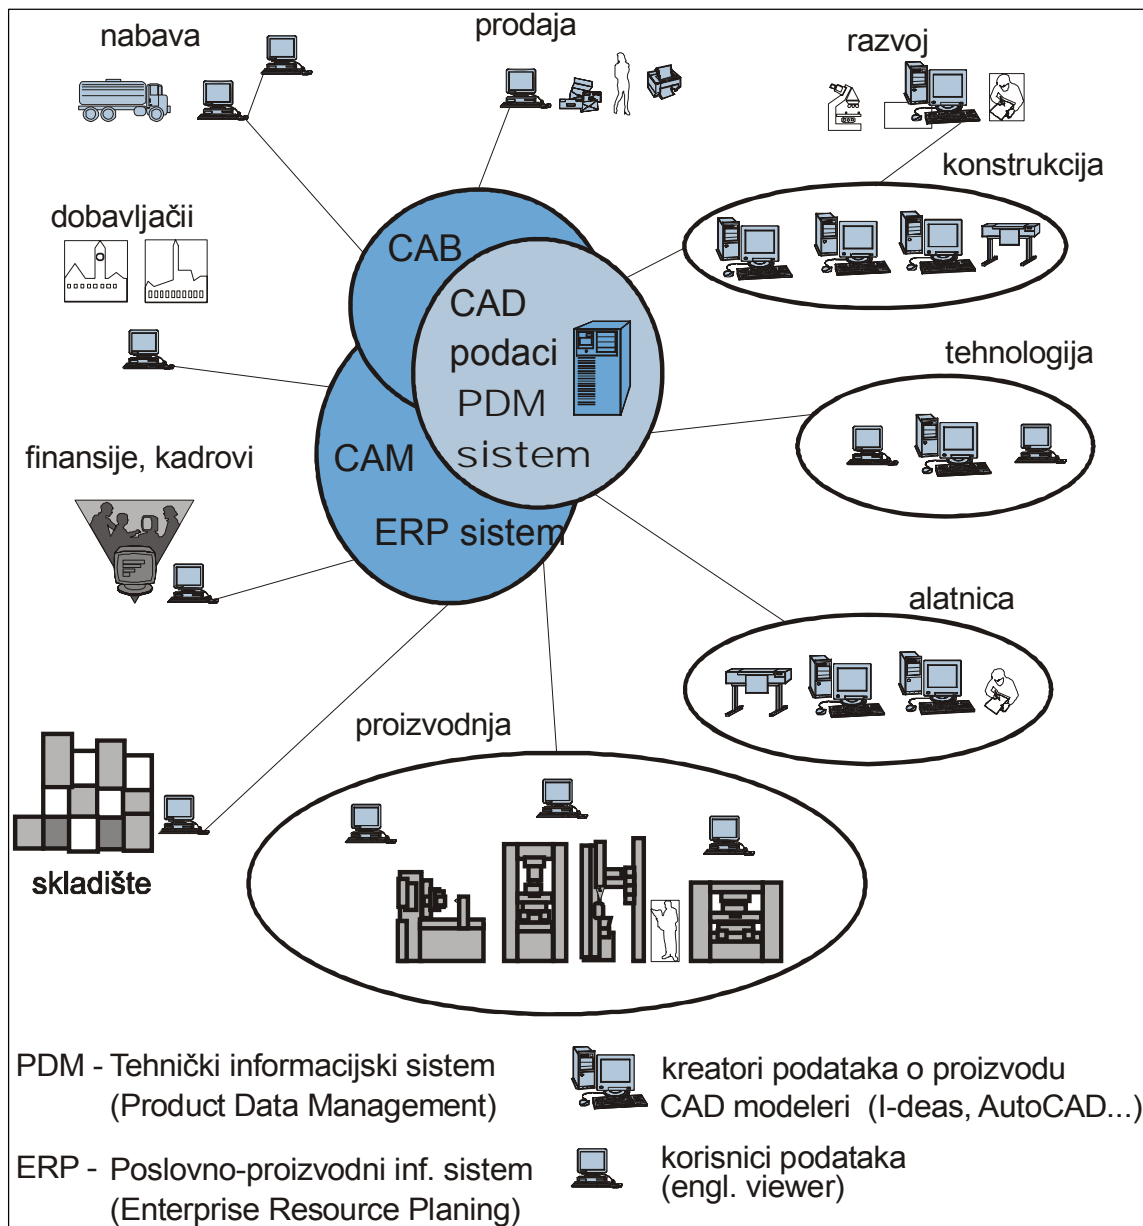 nabava
prodaja
razvoj
konstrukcija
dobavljačii
CAB
CAD
podaci
PDM
sistem
tehnologija
finansije, kadrovi
CAM
ERP sistem
alatnica
proizvodnja
skladište
PDM - Tehnički informacijski sistem
(Product Data Management)
kreatori podataka o proizvodu
CAD modeleri (I-deas, AutoCAD...)
ERP - Poslovno-proizvodni inf. sistem
(Enterprise Resource Planing)
korisnici podataka
(engl. viewer)